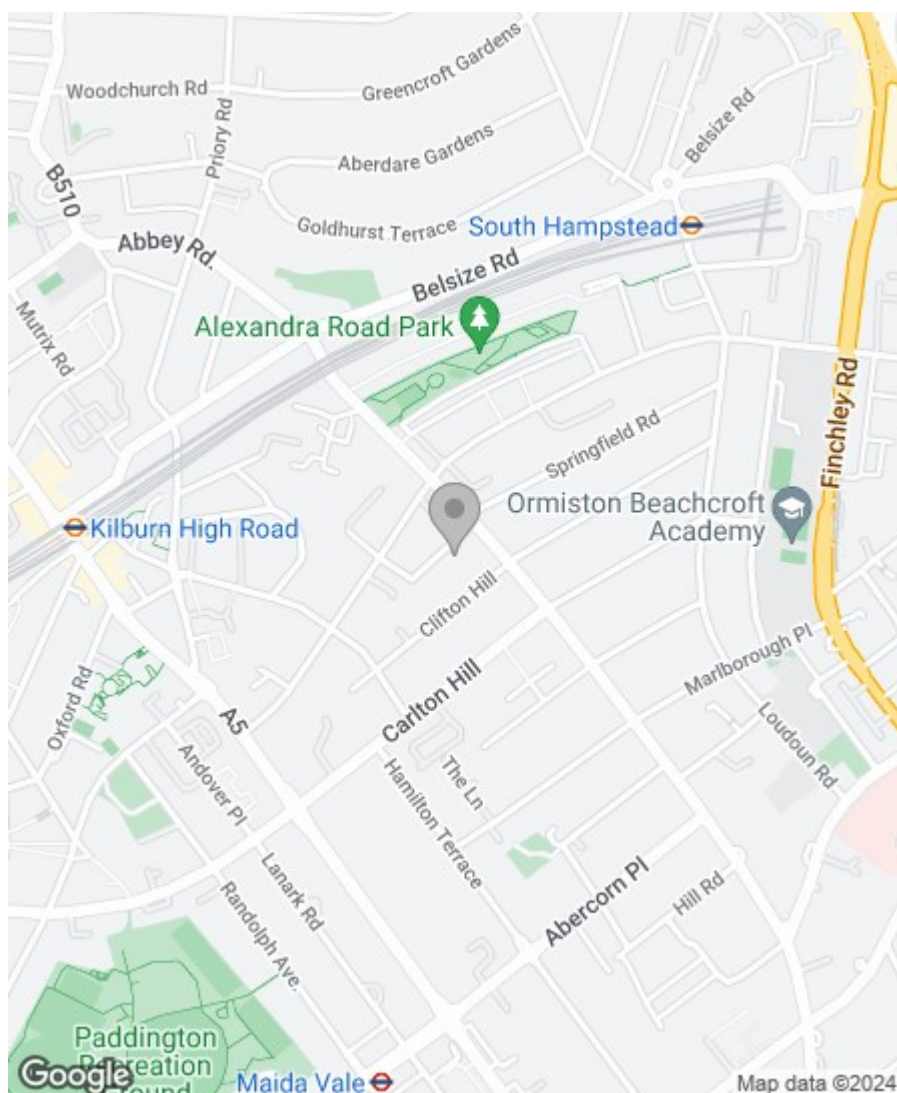 Woodchurch Rd
Greencroft Gardens
Priory Rd
Aberdare Gardens
Belsize Rd
B510
Goldhurst Terrace
South Hampstead
Abbey Rd.
Belsize Rd
Mutrix Rd
Alexandra Road Park
Finchley Rd
Springfield Rd
Ormiston Beachcroft
Academy
Kilburn High Road
Clifton Hill
Marlborough Pl
Oxford Rd
Carlton Hill
A5
Loudoun Rd
Andover Pl
The Ln
Hamilton Terrace
Lanark Rd
Abercorn Pl
Hill Rd
Randolph Ave.
Paddington
Recreation
Ground
Google
Maida Vale
Map data ©2024